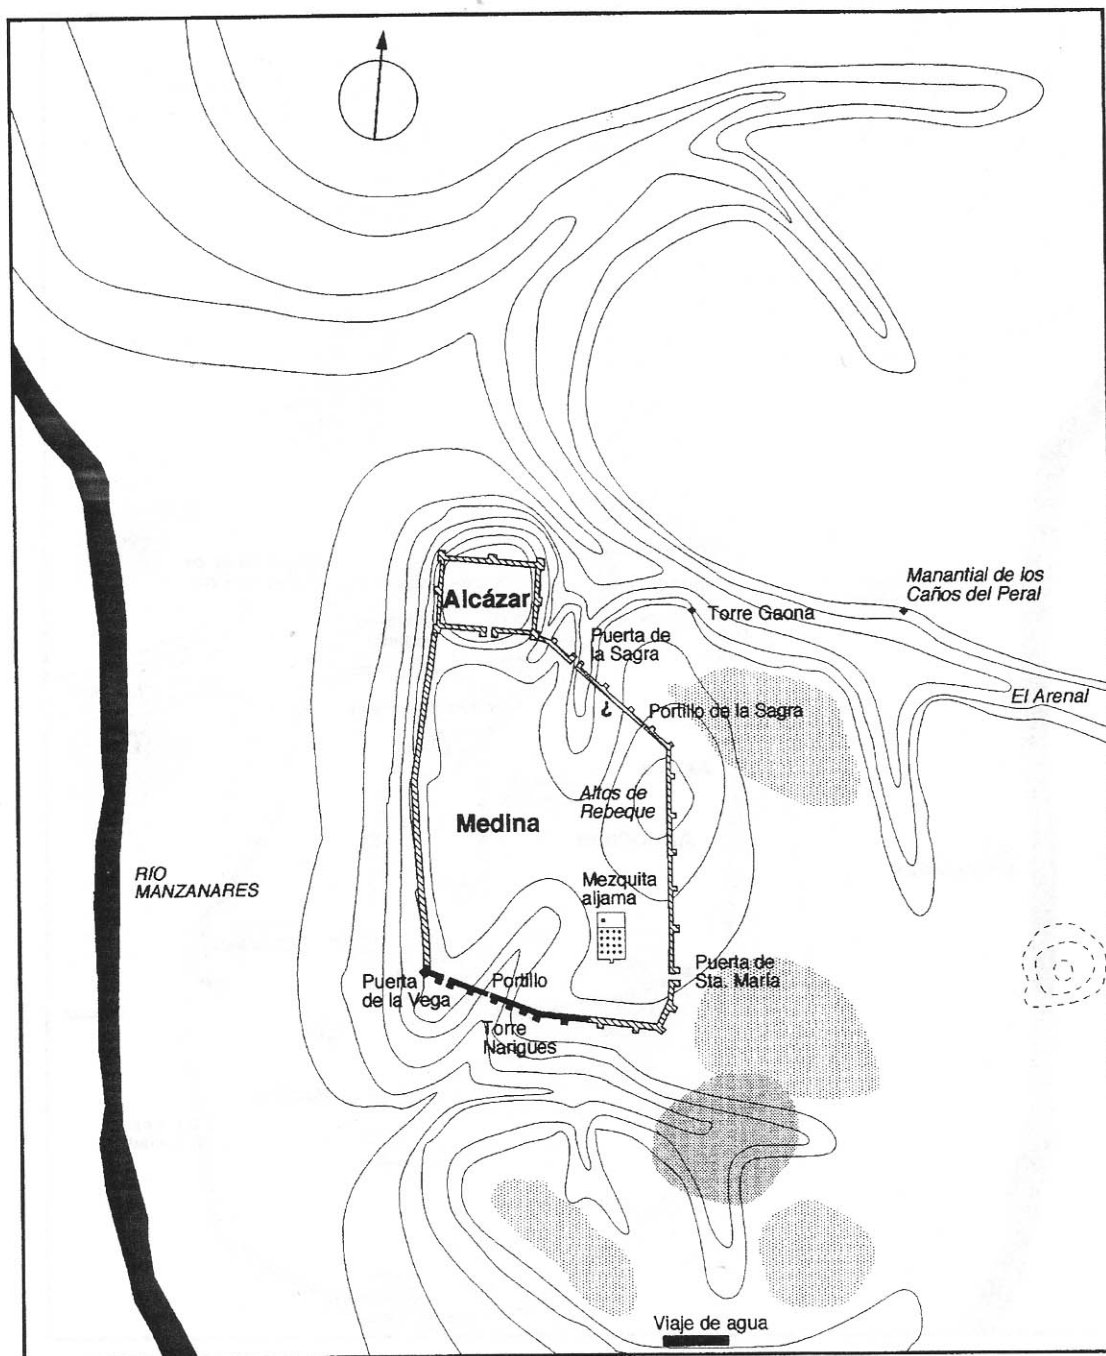 Alcázar
Manantial de los
Caños del Peral
Torre Gaona
Puerta de
la Sagra
El Arenal
¿
Portillo de la Sagra
Altos de
Rebeque
Medina
RÍO
MANZANARES
Mezquita
aljama
Puerta de
Sta. María
Puerta
de la Vega
Portillo
Torre
Narigues
Viaje de agua